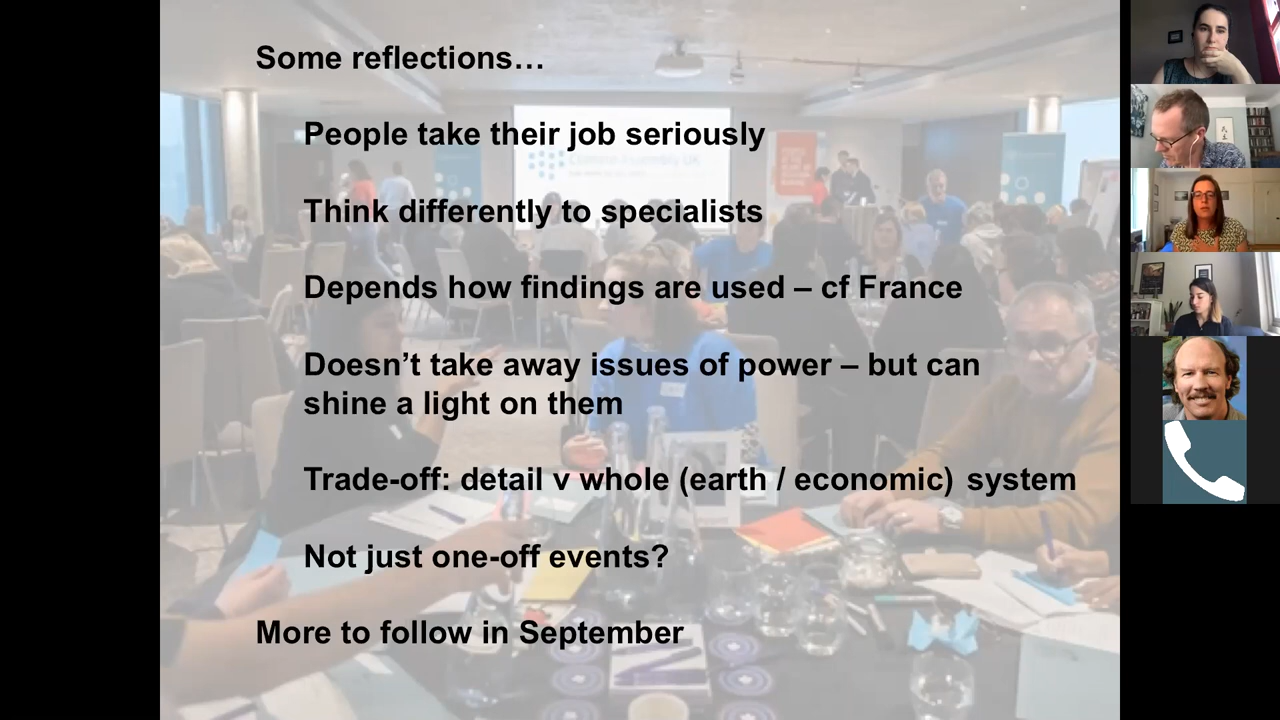 Some reflections…
People take their job seriously
Think differently to specialists
Depends how findings are used – cf France
Doesn’t take away issues of power – but can
shine a light on them
Trade-off: detail v whole (earth / economic) system
Not just one-off events?
More to follow in September